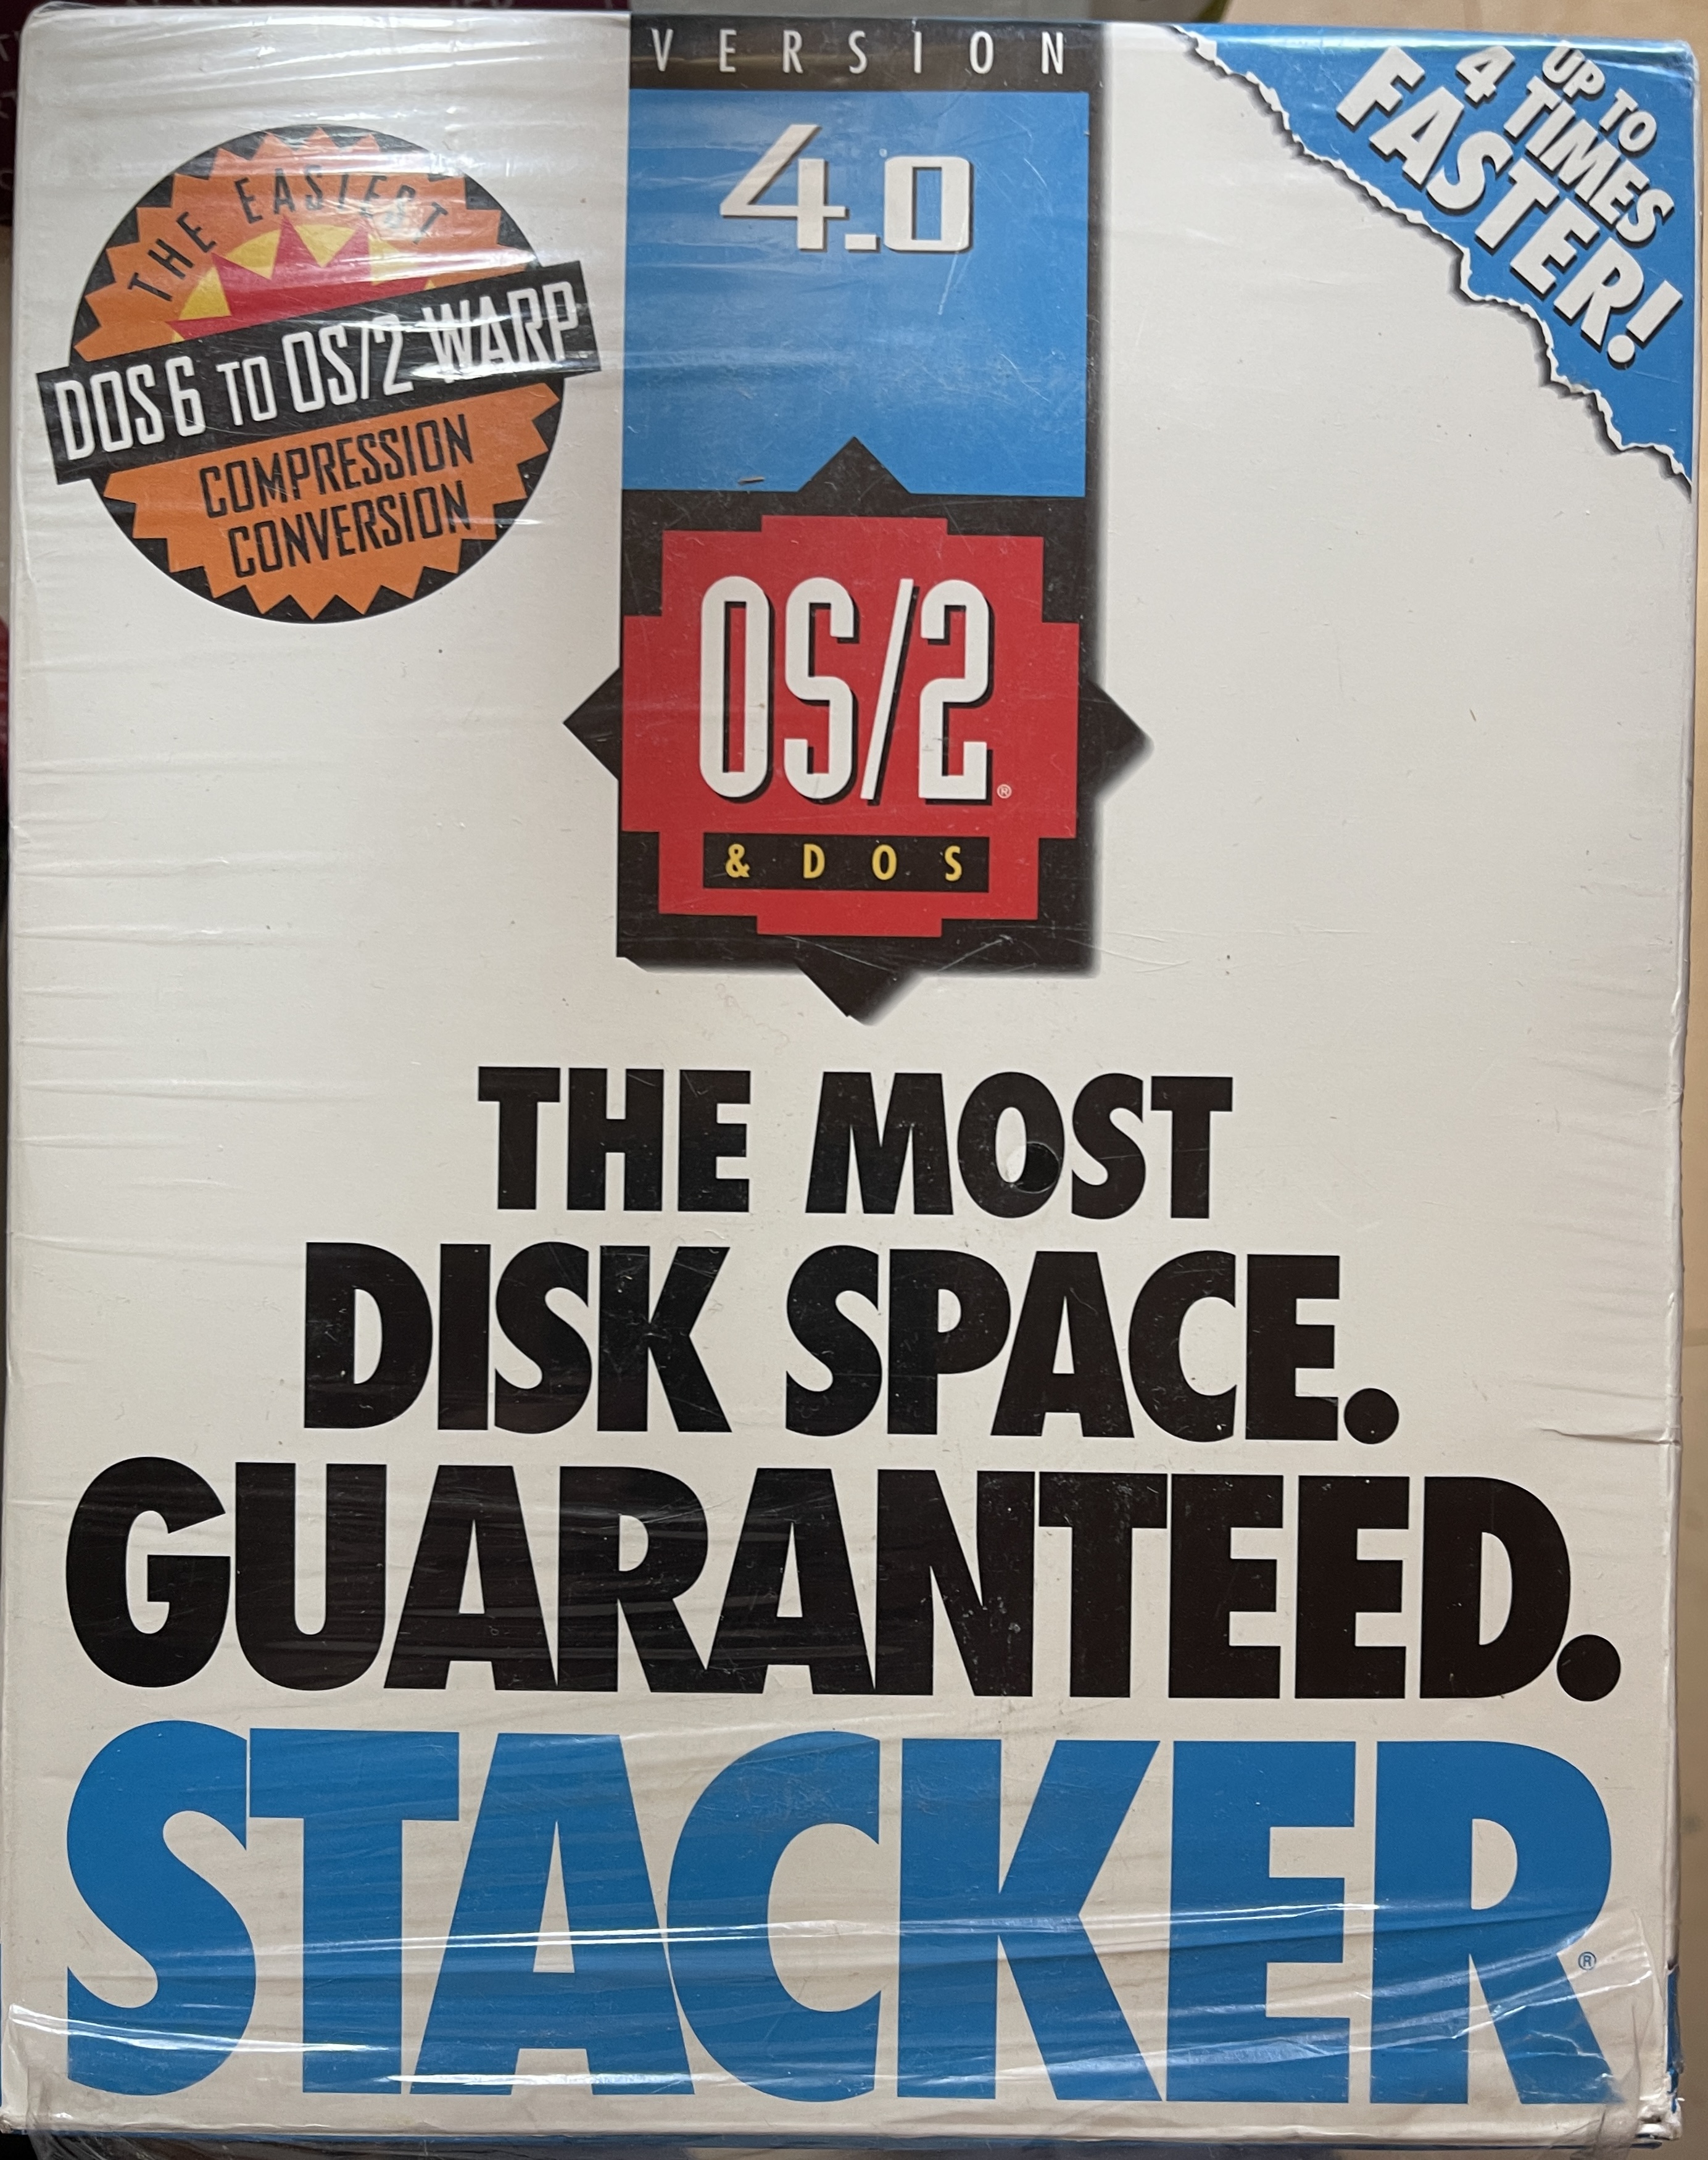 VERSION
4.0
UP TO
4 TIMES
FASTER!
THE EASIEST
DOS 6 TO OS/2 WARP
COMPRESSION
CONVERSION
OS/2®
& DOS
THE MOST
DISK SPACE.
GUARANTEED.
STACKER®